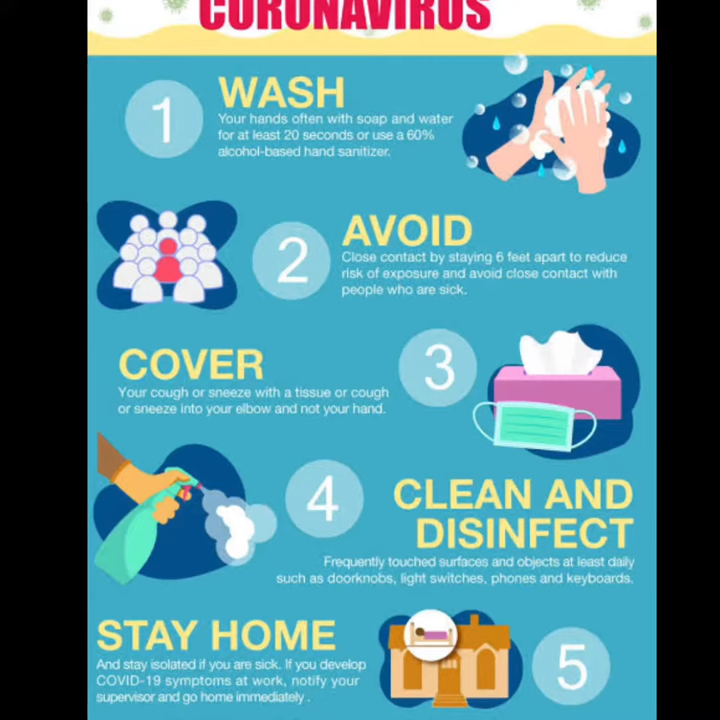 CORONAVIRUS
1
WASH
Your hands often with soap and water
for at least 20 seconds or use a 60%
alcohol-based hand sanitizer.
2
AVOID
Close contact by staying 6 feet apart to reduce
risk of exposure and avoid close contact with
people who are sick.
COVER
3
Your cough or sneeze with a tissue or cough
or sneeze into your elbow and not your hand.
4
CLEAN AND
DISINFECT
Frequently touched surfaces and objects at least daily
such as doorknobs, light switches, phones and keyboards.
STAY HOME
5
And stay isolated if you are sick. If you develop
COVID-19 symptoms at work, notify your
supervisor and go home immediately.